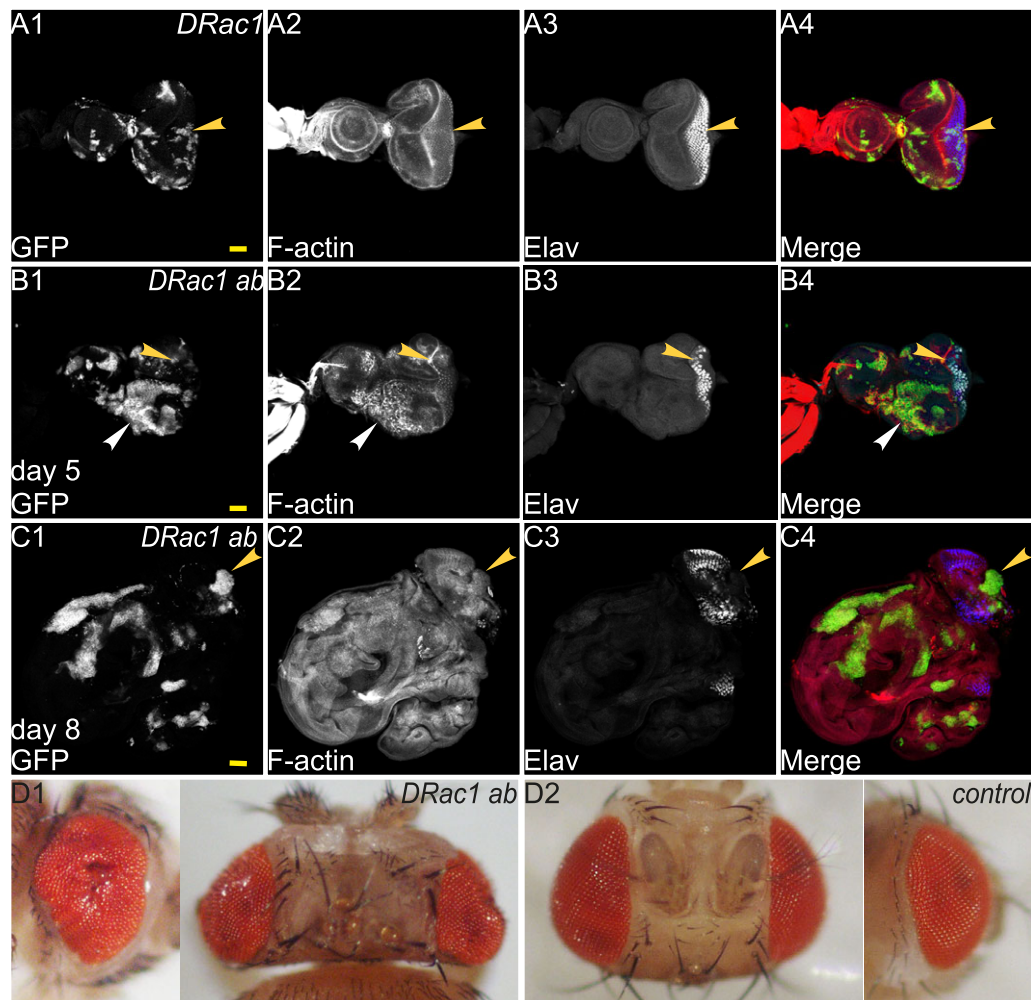 A1 DRac1 A2 A3 A4
GFP F-actin Elav Merge
B1 DRac1 ab B2 B3 B4
day 5
GFP F-actin Elav Merge
C1 DRac1 ab C2 C3 C4
day 8
GFP F-actin Elav Merge
D1 DRac1 ab D2 control